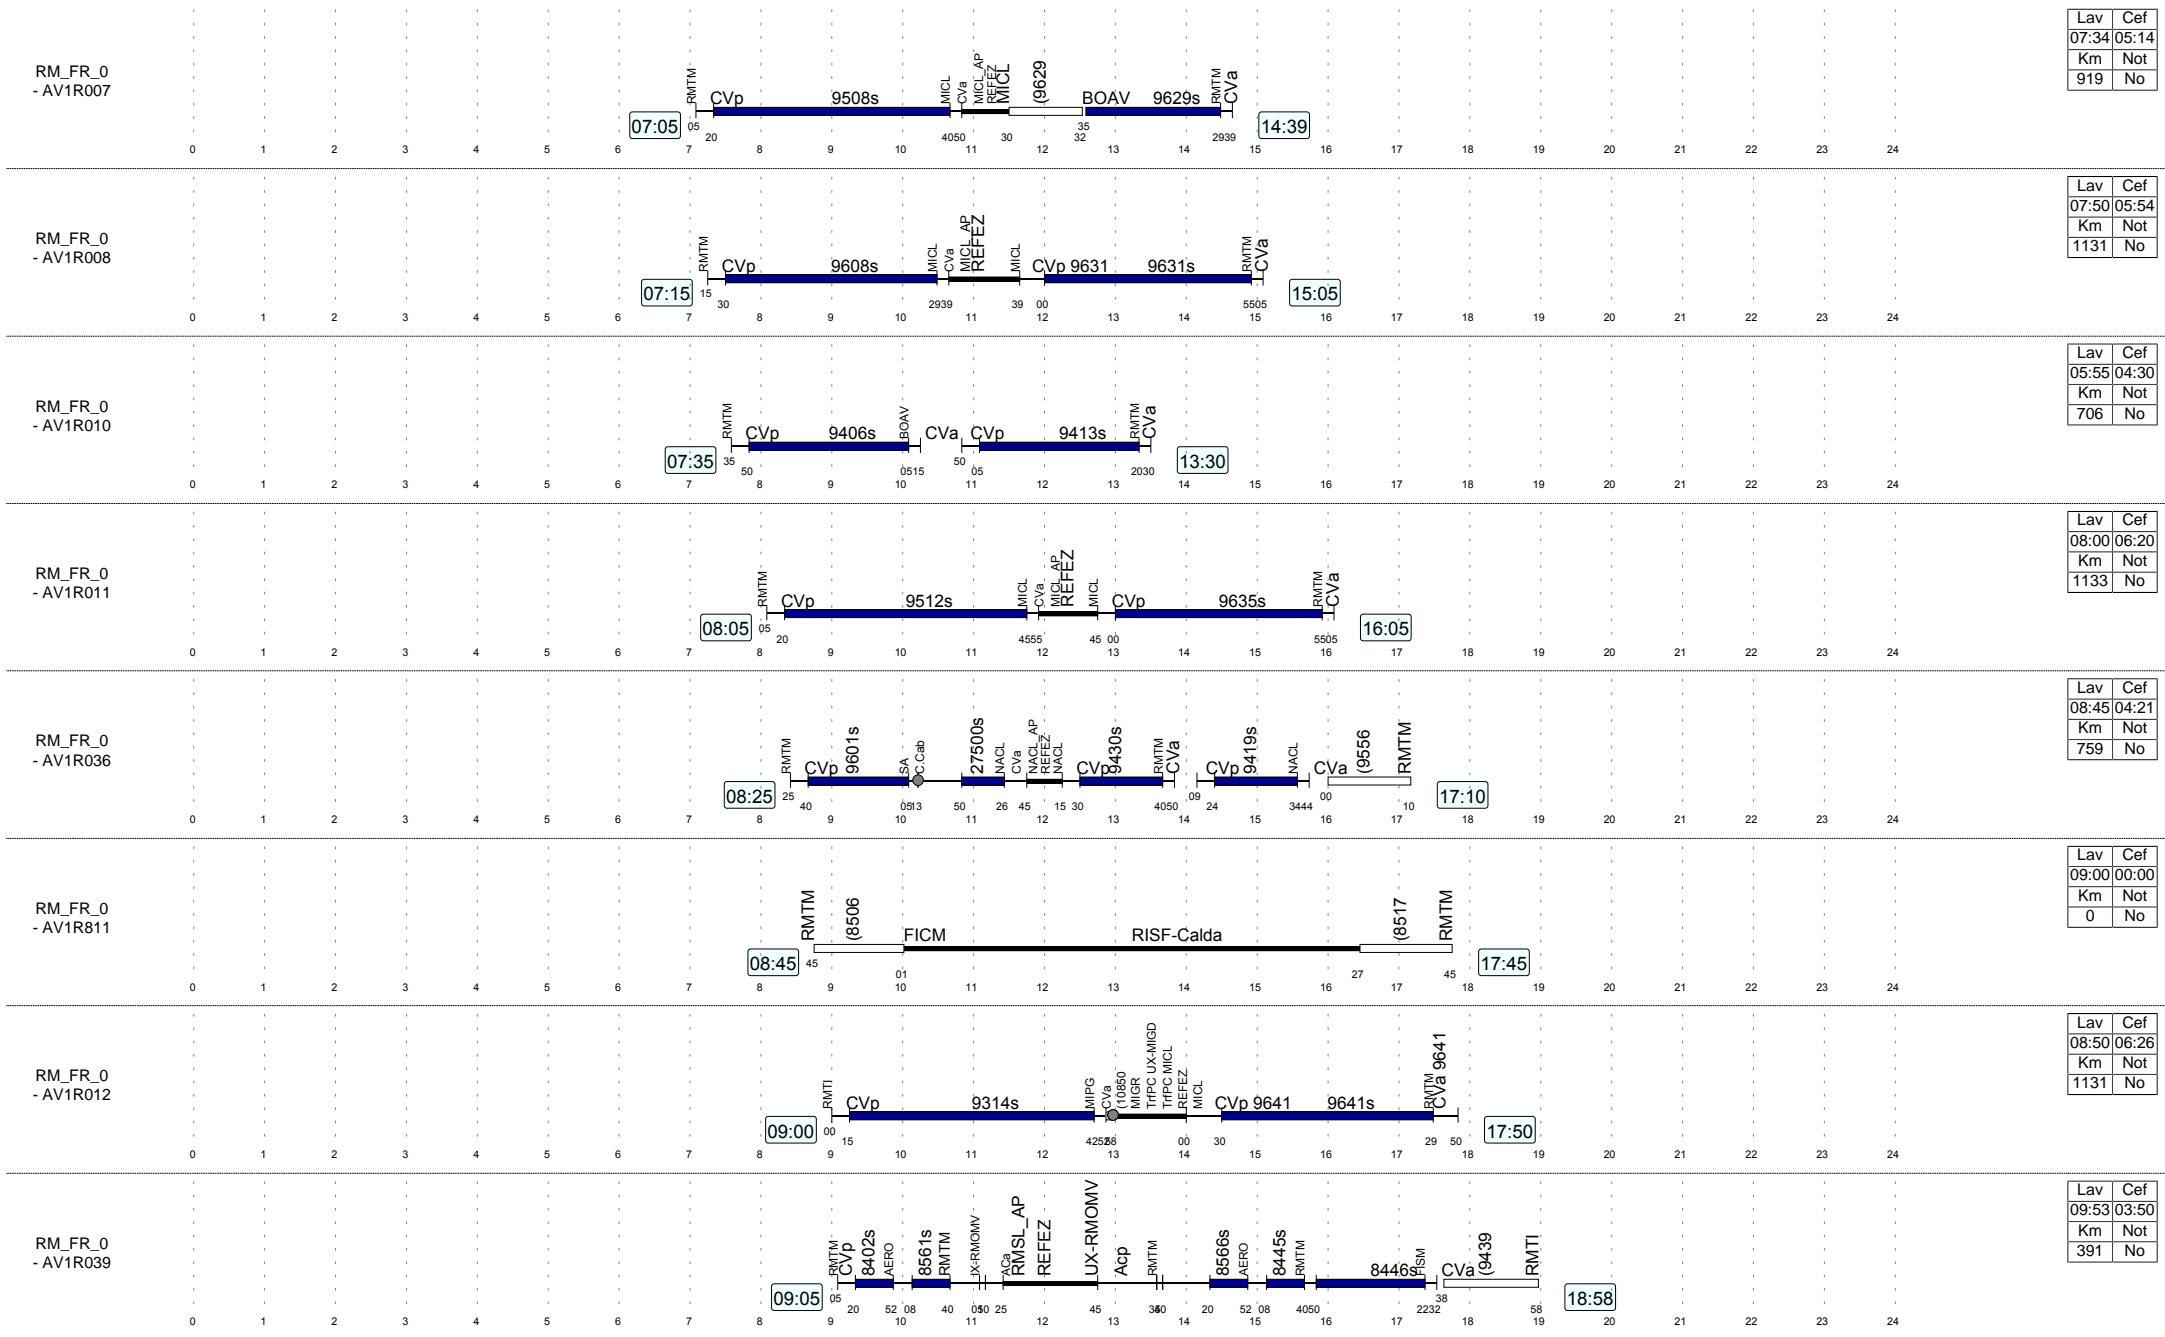 Lav Cef
07:34 05:14
Km Not
919 No
RM_FR_0
- AV1R007
RMTM CVp 9508s MICL CVa MICL_AP REFEZ MICL (9629 BOAV 9629s RMTM CVa
07:05 05 20 4050 30 35 32 2939 14:39
0 1 2 3 4 5 6 7 8 9 10 11 12 13 14 15 16 17 18 19 20 21 22 23 24
Lav Cef
07:50 05:54
Km Not
1131 No
RM_FR_0
- AV1R008
RMTM CVp 9608s MICL CVa MICL_AP REFEZ MICL CVp 9631 9631s RMTM CVa
07:15 15 30 2939 39 00 5505 15:05
0 1 2 3 4 5 6 7 8 9 10 11 12 13 14 15 16 17 18 19 20 21 22 23 24
Lav Cef
05:55 04:30
Km Not
706 No
RM_FR_0
- AV1R010
RMTM CVp 9406s BOAV CVa CVp 9413s RMTM CVa
07:35 35 50 0515 50 05 2030 13:30
0 1 2 3 4 5 6 7 8 9 10 11 12 13 14 15 16 17 18 19 20 21 22 23 24
Lav Cef
08:00 06:20
Km Not
1133 No
RM_FR_0
- AV1R011
RMTM CVp 9512s MICL CVa MICL_AP REFEZ MICL CVp 9635s RMTM CVa
08:05 05 20 4555 45 00 5505 16:05
0 1 2 3 4 5 6 7 8 9 10 11 12 13 14 15 16 17 18 19 20 21 22 23 24
Lav Cef
08:45 04:21
Km Not
759 No
RM_FR_0
- AV1R036
RMTM CVp 9601s SA C.Cab 27500s NACL CVa NACL_AP REFEZ NACL CVp 9430s RMTM CVa CVp 9419s NACL CVa (9556 RMTM
08:25 25 40 0513 50 26 45 15 30 4050 09 24 3444 00 10 17:10
0 1 2 3 4 5 6 7 8 9 10 11 12 13 14 15 16 17 18 19 20 21 22 23 24
Lav Cef
09:00 00:00
Km Not
0 No
RM_FR_0
- AV1R811
RMTM (8506 FICM RISF-Calda (8517 RMTM
08:45 45 01 27 45 17:45
0 1 2 3 4 5 6 7 8 9 10 11 12 13 14 15 16 17 18 19 20 21 22 23 24
Lav Cef
08:50 06:26
Km Not
1131 No
RM_FR_0
- AV1R012
RMTI CVp 9314s MIPG CVa (10850 MIGR TrfPC UX-MIGD TrfPC MICL REFEZ MICL CVp 9641 9641s RMTM CVa 9641
09:00 00 15 4252 58 00 30 29 50 17:50
0 1 2 3 4 5 6 7 8 9 10 11 12 13 14 15 16 17 18 19 20 21 22 23 24
Lav Cef
09:53 03:50
Km Not
391 No
RM_FR_0
- AV1R039
RMTM CVp 8402s AERO 8561s RMTM ACa RMSL_AP REFEZ UX-RMOMV Acp RMTM 8566s AERO 8445s RMTM 8446s FISM CVa (9439 RMTI
09:05 05 20 52 08 40 25 45 20 52 08 4050 2232 38 58 18:58
0 1 2 3 4 5 6 7 8 9 10 11 12 13 14 15 16 17 18 19 20 21 22 23 24